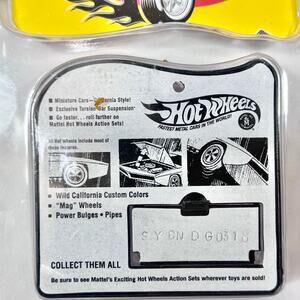 ■ Miniature Cars—California Style!
■ Exclusive Torsion-Bar Suspension*
■ Go faster... roll farther on
Mattel Hot Wheels Action Sets!
Hot Wheels
FASTEST METAL CARS IN THE WORLD!
All Hot Wheels include most of
these features.
■ Wild California Custom Colors
■ "Mag" Wheels
■ Power Bulges • Pipes
COLLECT THEM ALL
Be sure to see Mattel's Exciting Hot Wheels Action Sets wherever toys are sold!